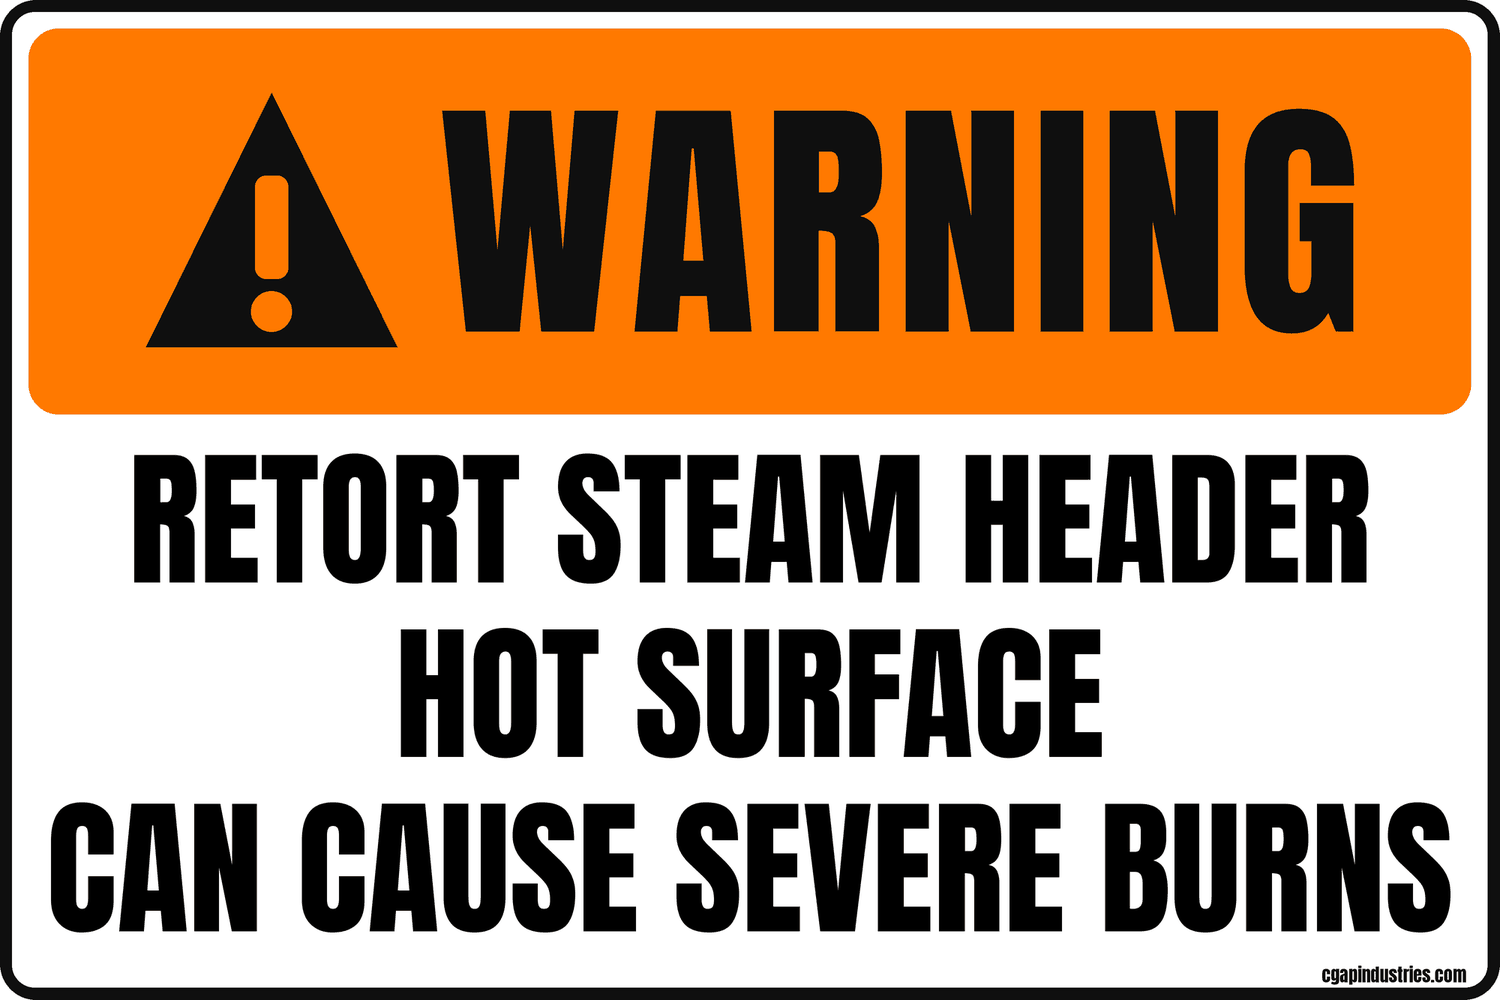 WARNING
RETORT STEAM HEADER
HOT SURFACE
CAN CAUSE SEVERE BURNS
cgapindustries.com